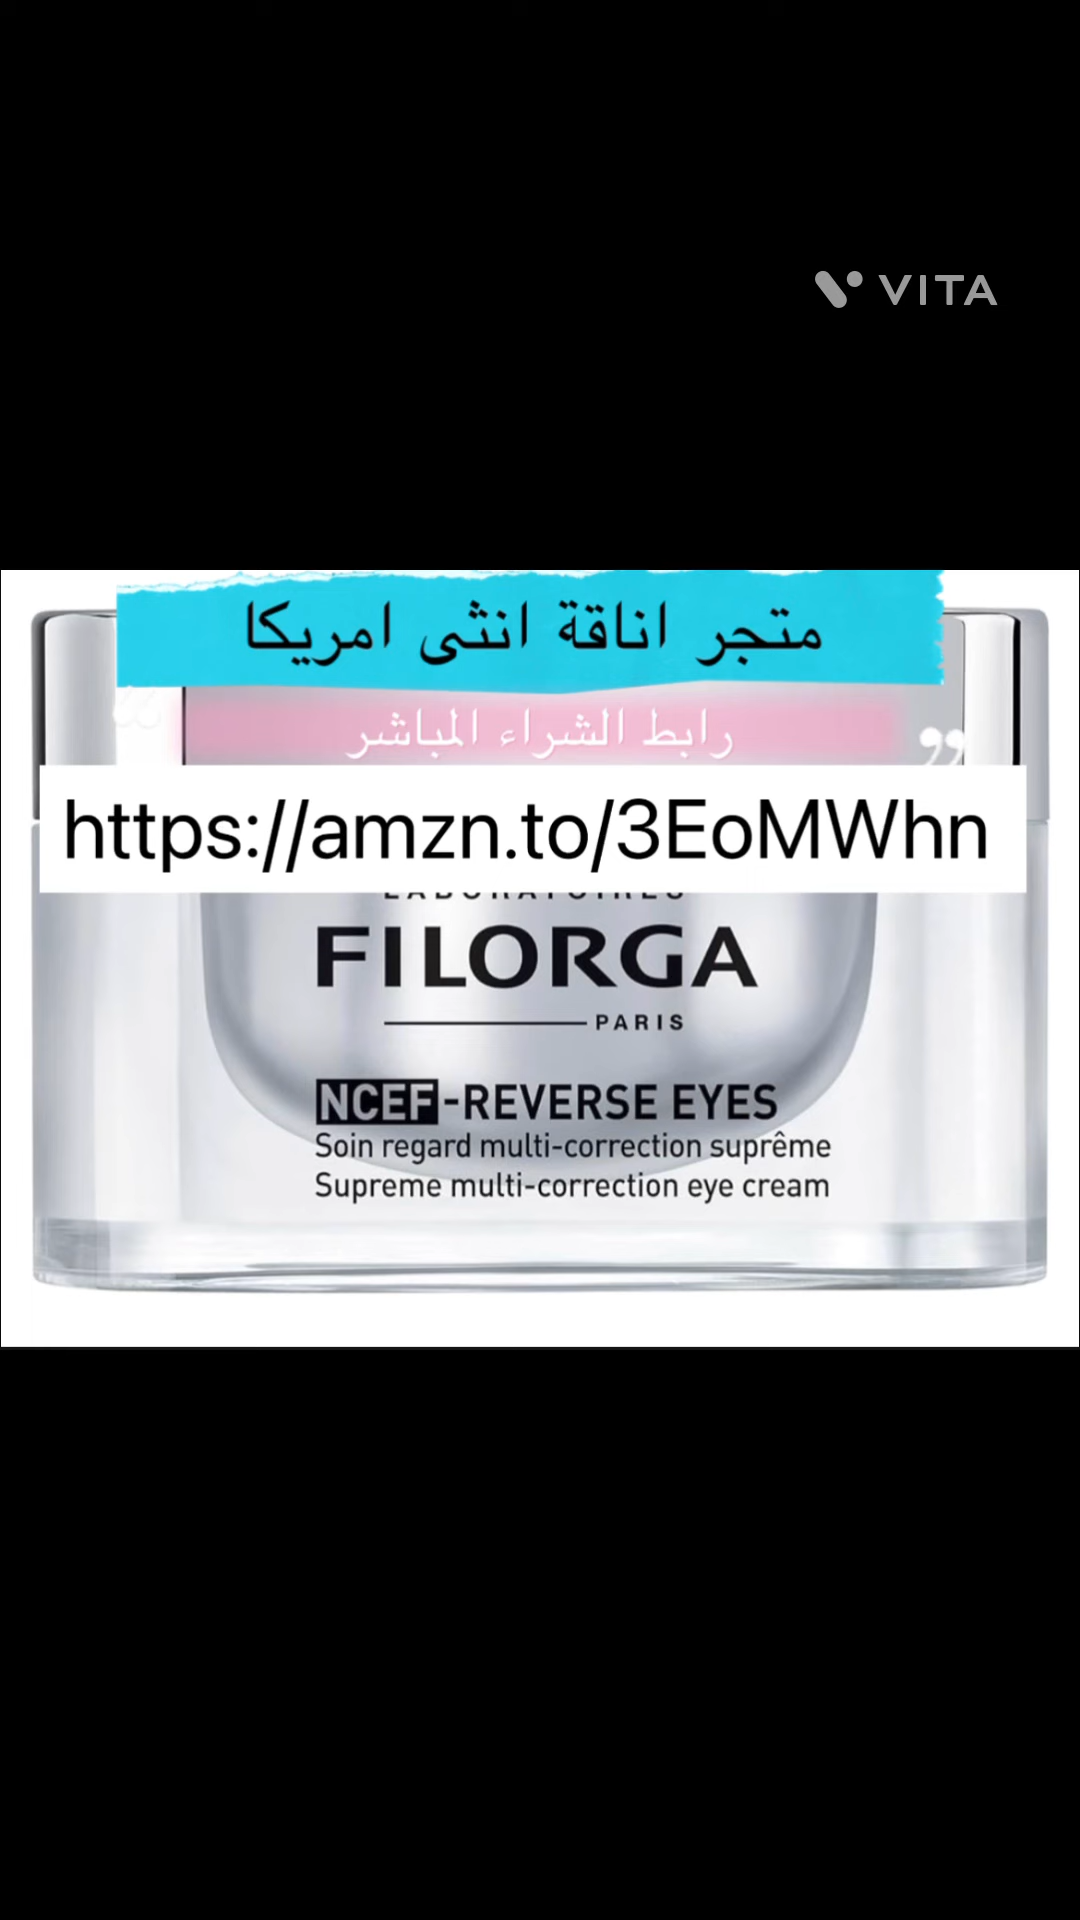 VITA
متجر اناقة انثى امريكا
رابط الشراء المباشر
https://amzn.to/3EoMWhn
LABORATOIRES
FILORGA
PARIS
NCEF-REVERSE EYES
Soin regard multi-correction suprême
Supreme multi-correction eye cream